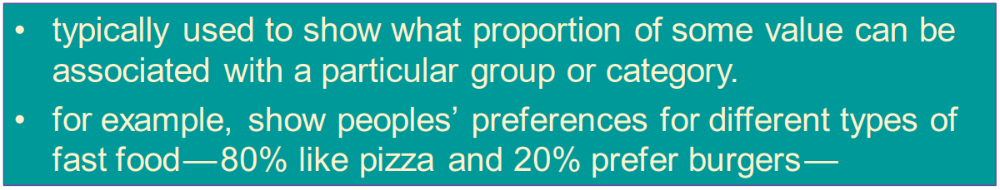 • typically used to show what proportion of some value can be
associated with a particular group or category.
• for example, show peoples’ preferences for different types of
fast food—80% like pizza and 20% prefer burgers—